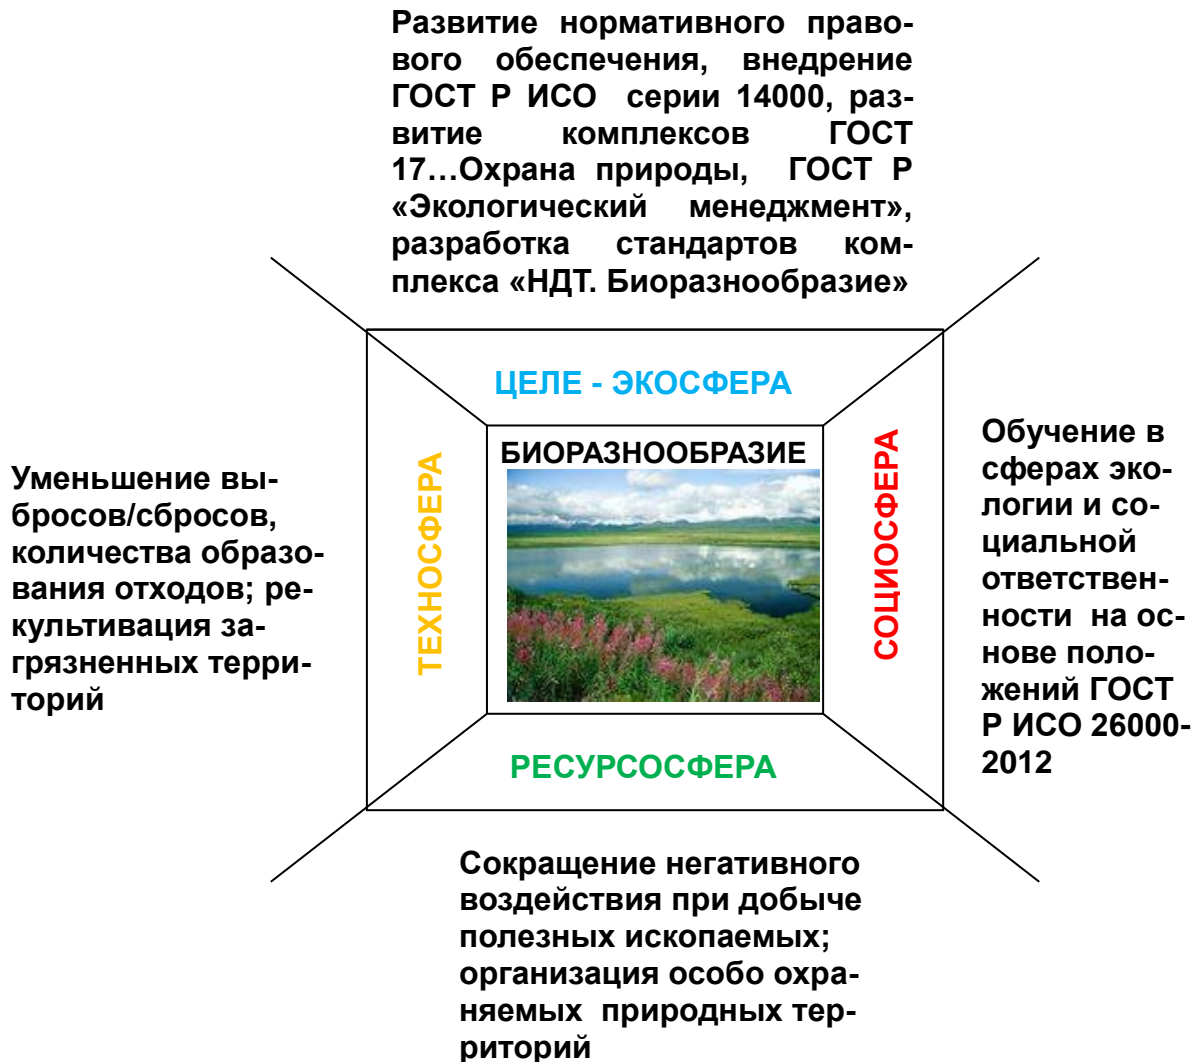 Развитие нормативного право-
вого обеспечения, внедрение
ГОСТ Р ИСО серии 14000, раз-
витие комплексов ГОСТ
17…Охрана природы, ГОСТ Р
«Экологический менеджмент»,
разработка стандартов ком-
плекса «НДТ. Биоразнообразие»
ЦЕЛЕ - ЭКОСФЕРА
Уменьшение вы-
бросов/сбросов,
количества образо-
вания отходов; ре-
культивация за-
грязненных терри-
торий
ТЕХНОСФЕРА
БИОРАЗНООБРАЗИЕ
СОЦИОСФЕРА
Обучение в
сферах эко-
логии и со-
циальной
ответствен-
ности на ос-
нове поло-
жений ГОСТ
Р ИСО 26000-
2012
РЕСУРСОСФЕРА
Сокращение негативного
воздействия при добыче
полезных ископаемых;
организация особо охра-
няемых природных тер-
риторий